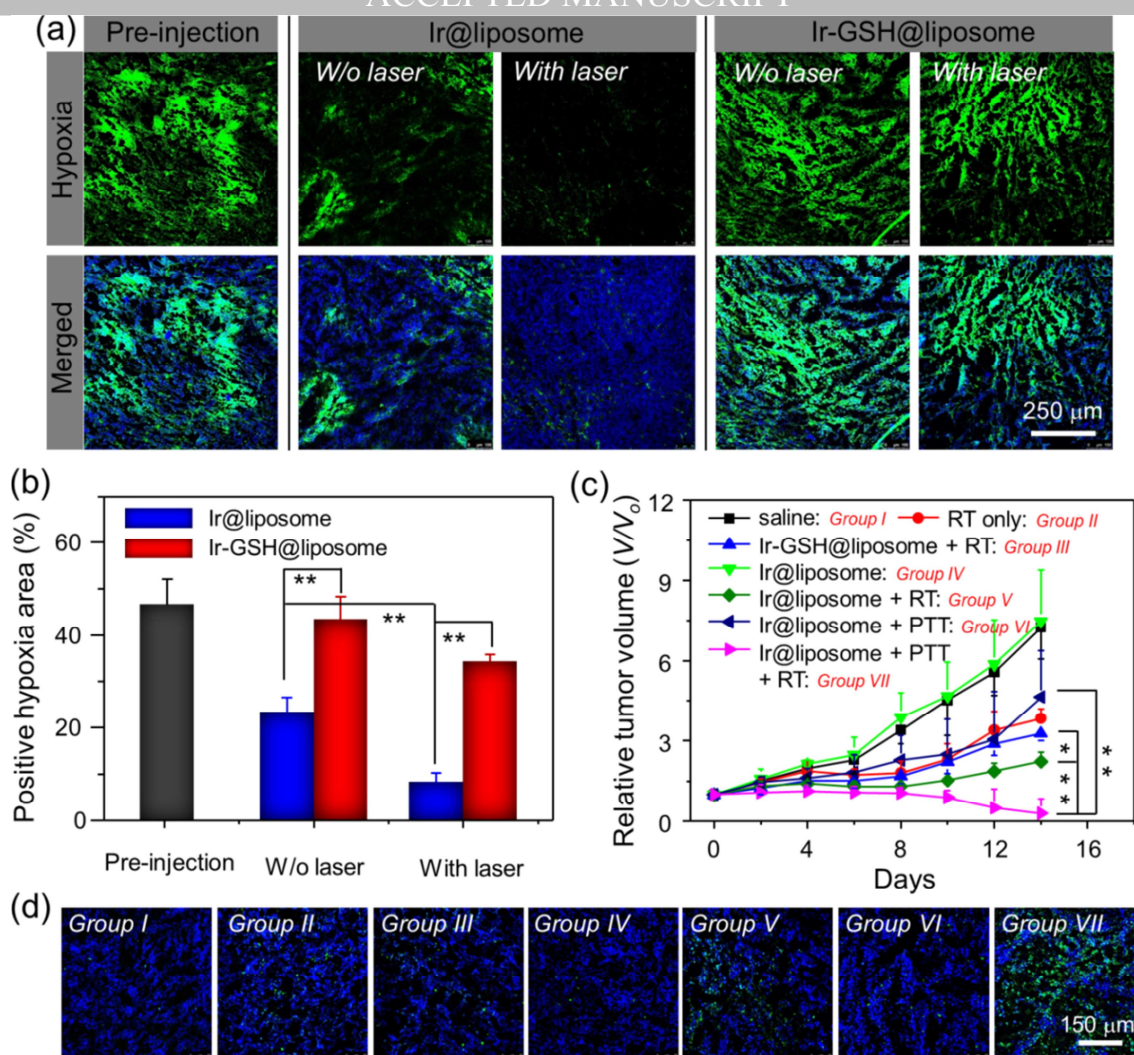 ACCEPTED MANUSCRIPT
(a)
Pre-injection Ir@liposome Ir-GSH@liposome
W/o laser With laser W/o laser With laser
Hypoxia
Merged
250 μm
(b)
Positive hypoxia area (%)
60
40
20
0
Ir@liposome
Ir-GSH@liposome
** ** **
Pre-injection W/o laser With laser
(c)
Relative tumor volume (V/Vo)
12
9
6
3
0
saline: Group I RT only: Group II
Ir-GSH@liposome + RT: Group III
Ir@liposome: Group IV
Ir@liposome + RT: Group V
Ir@liposome + PTT: Group VI
Ir@liposome + PTT
+ RT: Group VII
* ** **
0 4 8 12 16
Days
(d)
Group I Group II Group III Group IV Group V Group VI Group VII
150 μm